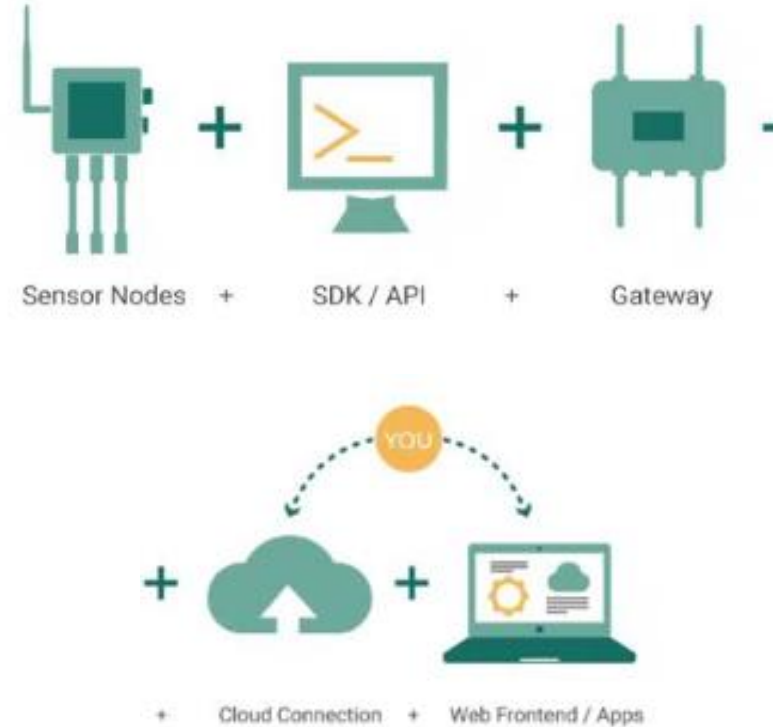 Sensor Nodes + SDK / API + Gateway
YOU
+ Cloud Connection + Web Frontend / Apps